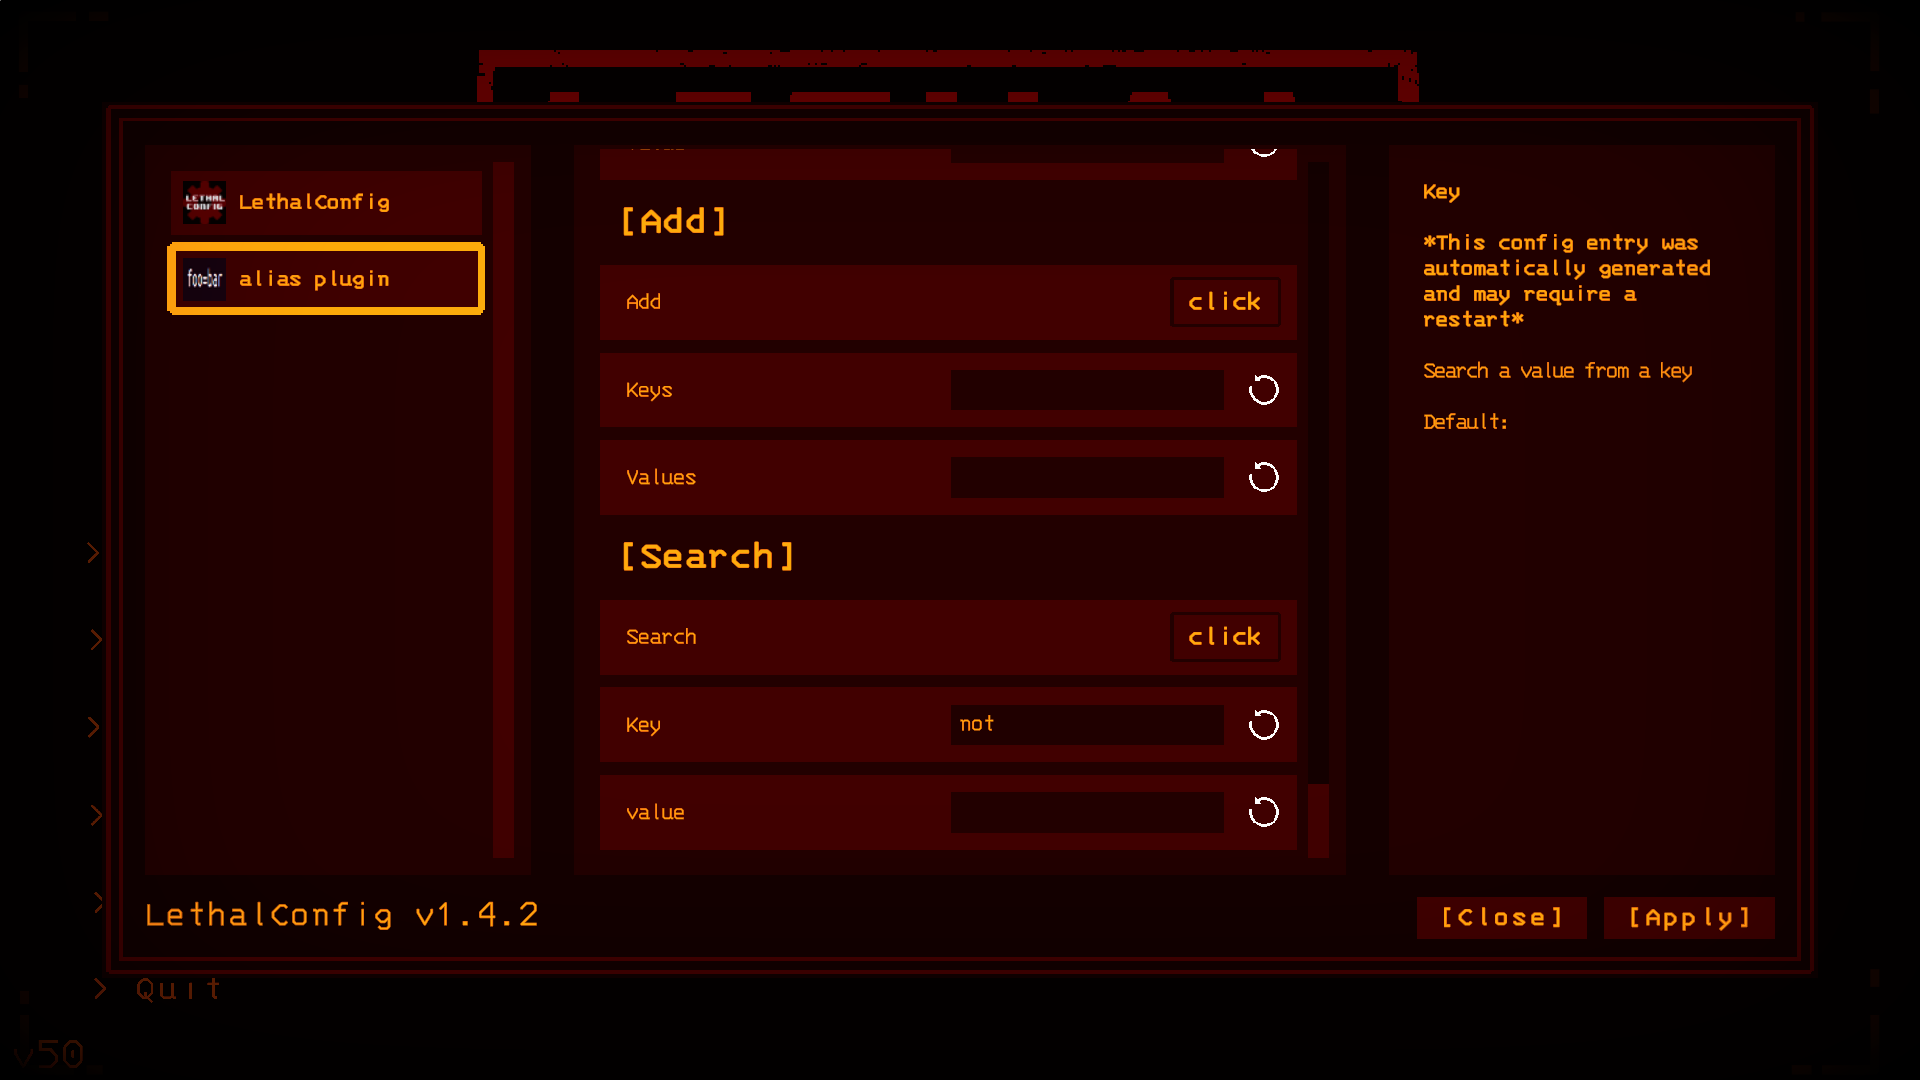 LETHAL
CONFIG
LethalConfig
foo=bar
alias plugin
[Add]
Add
click
Keys
Values
[Search]
Search
click
Key
not
value
Key
*This config entry was
automatically generated
and may require a
restart*
Search a value from a key
Default:
LethalConfig v1.4.2
[Close]
[Apply]
>
>
>
>
>
> Quit
v50